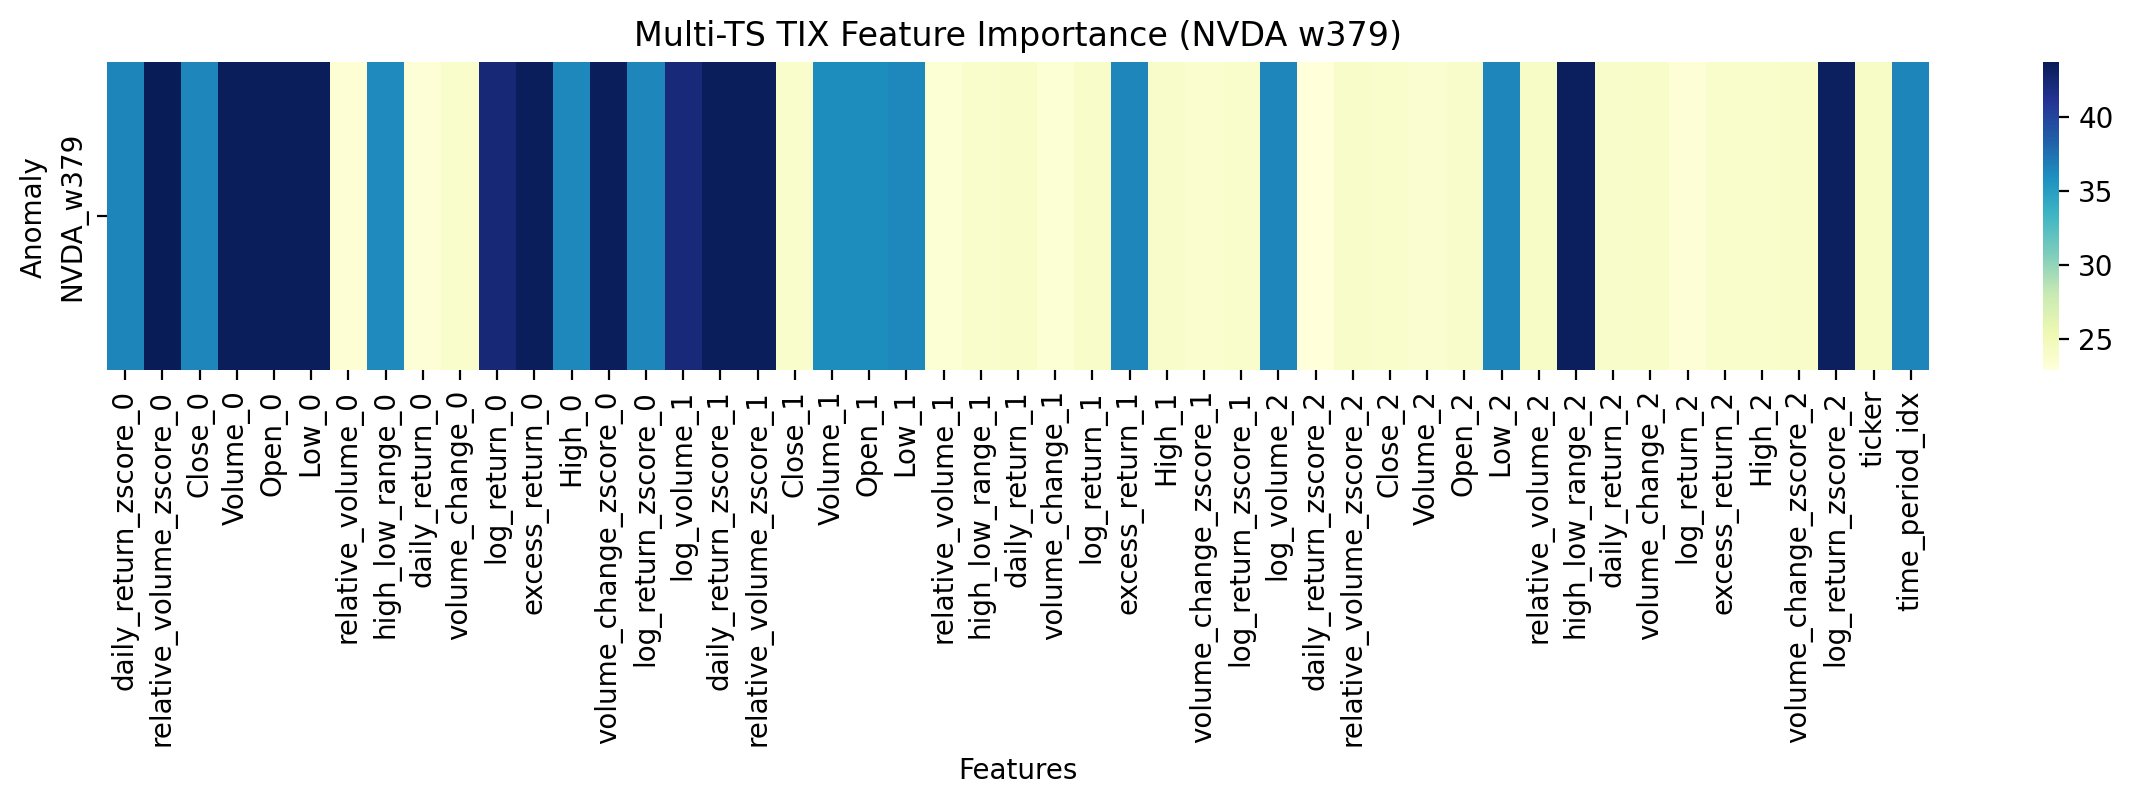 Multi-TS TIX Feature Importance (NVDA w379)
Anomaly
NVDA_w379
40
35
30
25
daily_return_zscore_0
relative_volume_zscore_0
Close_0
Volume_0
Open_0
Low_0
relative_volume_0
high_low_range_0
daily_return_0
volume_change_0
log_return_0
excess_return_0
High_0
volume_change_zscore_0
log_return_zscore_0
log_volume_1
daily_return_zscore_1
relative_volume_zscore_1
Close_1
Volume_1
Open_1
Low_1
relative_volume_1
high_low_range_1
daily_return_1
volume_change_1
log_return_1
excess_return_1
High_1
volume_change_zscore_1
log_return_zscore_1
log_volume_2
daily_return_zscore_2
relative_volume_zscore_2
Close_2
Volume_2
Open_2
Low_2
relative_volume_2
high_low_range_2
daily_return_2
volume_change_2
log_return_2
excess_return_2
High_2
volume_change_zscore_2
log_return_zscore_2
ticker
time_period_idx
Features